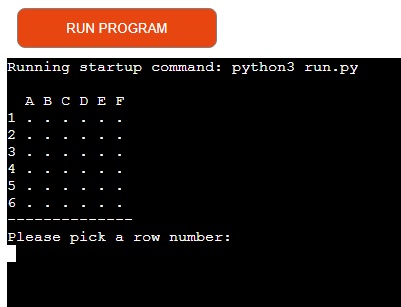 RUN PROGRAM
Running startup command: python3 run.py
  A B C D E F
1 . . . . . .
2 . . . . . .
3 . . . . . .
4 . . . . . .
5 . . . . . .
6 . . . . . .
--------------
Please pick a row number: